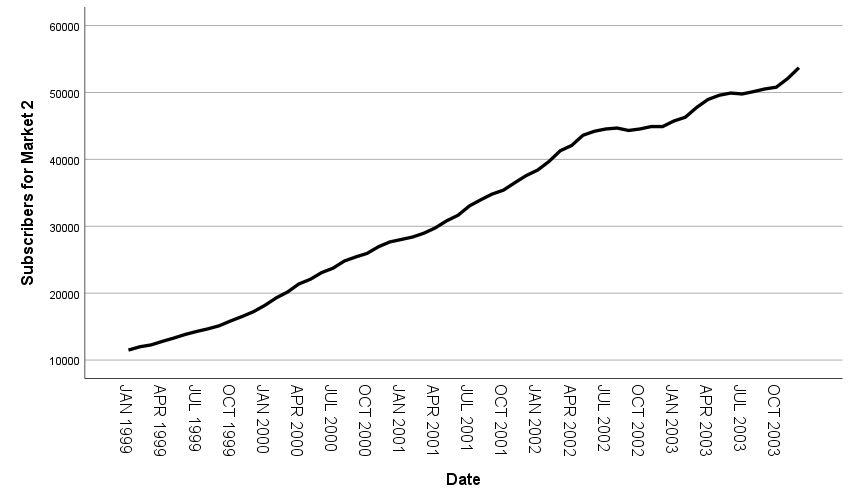 Subscribers for Market 2
60000
50000
40000
30000
20000
10000
JAN 1999
APR 1999
JUL 1999
OCT 1999
JAN 2000
APR 2000
JUL 2000
OCT 2000
JAN 2001
APR 2001
JUL 2001
OCT 2001
JAN 2002
APR 2002
JUL 2002
OCT 2002
JAN 2003
APR 2003
JUL 2003
OCT 2003
Date